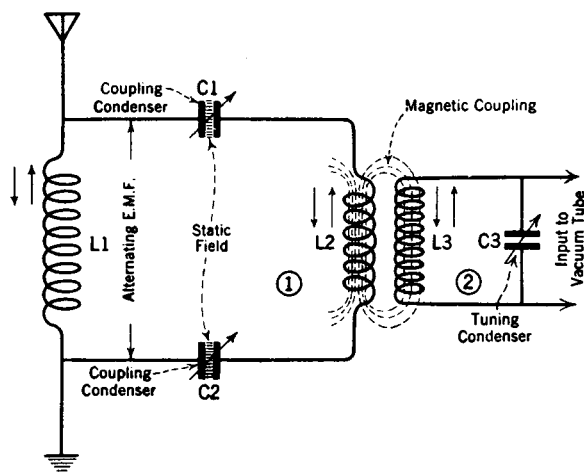 Coupling
Condenser
C1
Magnetic Coupling
L1
Alternating E.M.F.
Static
Field
L2
L3
C3
Input to
Vacuum Tube
①
②
Tuning
Condenser
Coupling
Condenser
C2